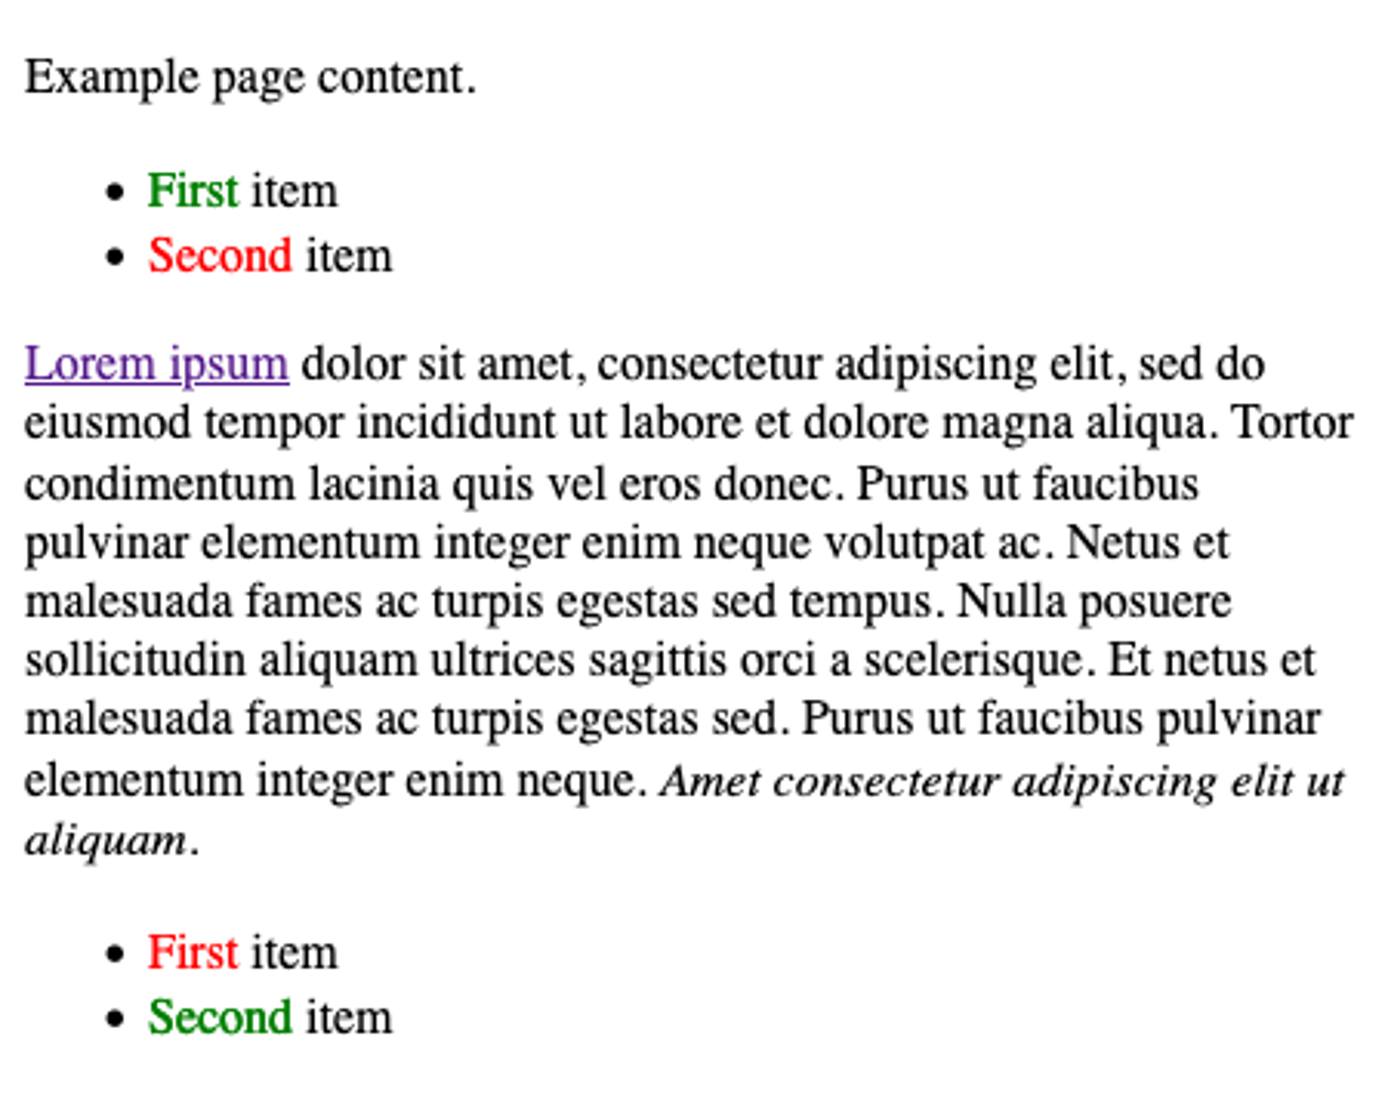 Example page content.
• First item
• Second item
Lorem ipsum dolor sit amet, consectetur adipiscing elit, sed do
eiusmod tempor incididunt ut labore et dolore magna aliqua. Tortor
condimentum lacinia quis vel eros donec. Purus ut faucibus
pulvinar elementum integer enim neque volutpat ac. Netus et
malesuada fames ac turpis egestas sed tempus. Nulla posuere
sollicitudin aliquam ultrices sagittis orci a scelerisque. Et netus et
malesuada fames ac turpis egestas sed. Purus ut faucibus pulvinar
elementum integer enim neque. Amet consectetur adipiscing elit ut
aliquam.
• First item
• Second item